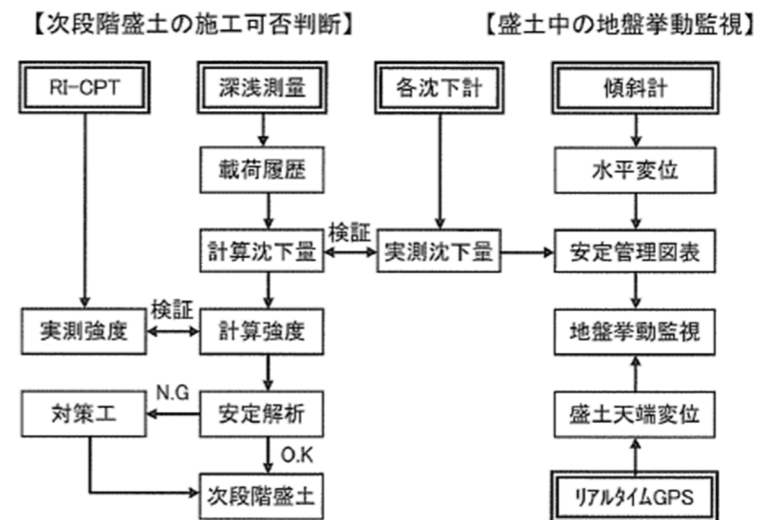 【次段階盛土の施工可否判断】
【盛土中の地盤挙動監視】
RI-CPT
深浅測量
各沈下計
傾斜計
載荷履歴
水平変位
計算沈下量
検証
実測沈下量
安定管理図表
実測強度
検証
計算強度
地盤挙動監視
対策工
N.G
安定解析
盛土天端変位
O.K
次段階盛土
リアルタイムGPS